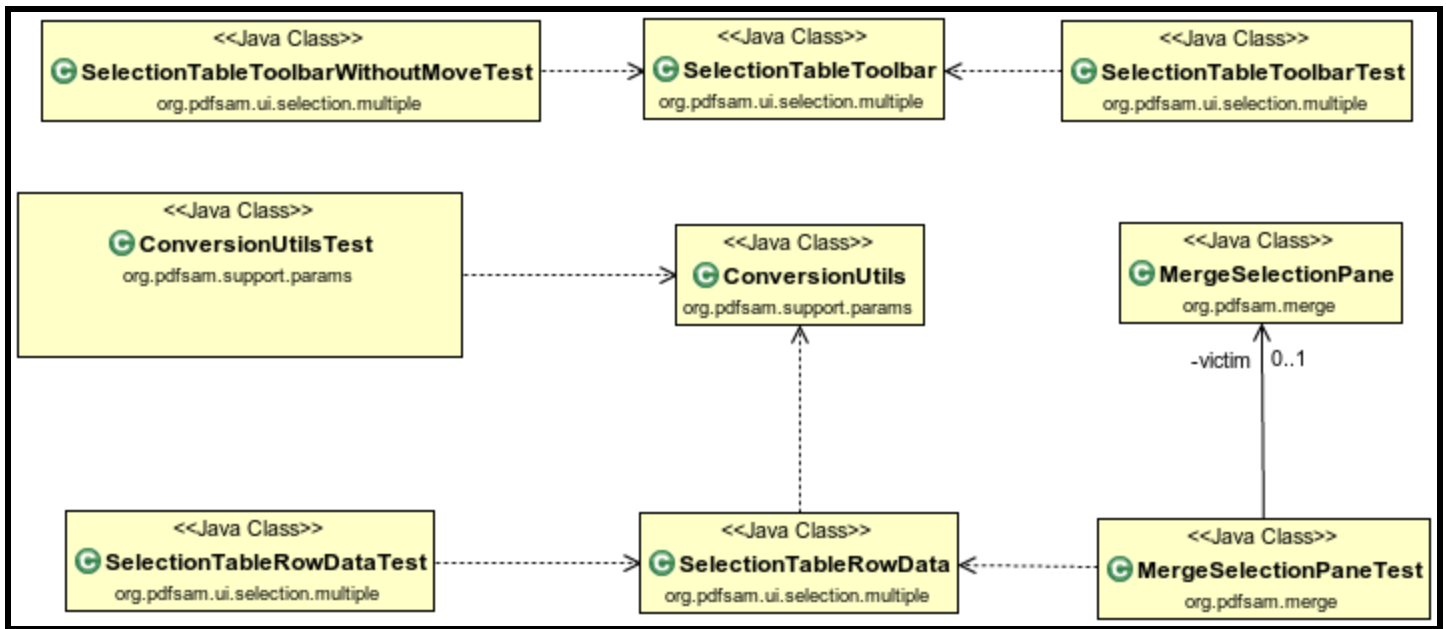 <<Java Class>>
SelectionTableToolbarWithoutMoveTest
org.pdfsam.ui.selection.multiple
<<Java Class>>
SelectionTableToolbar
org.pdfsam.ui.selection.multiple
<<Java Class>>
SelectionTableToolbarTest
org.pdfsam.ui.selection.multiple
<<Java Class>>
ConversionUtilsTest
org.pdfsam.support.params
<<Java Class>>
ConversionUtils
org.pdfsam.support.params
<<Java Class>>
MergeSelectionPane
org.pdfsam.merge
-victim 0..1
<<Java Class>>
SelectionTableRowDataTest
org.pdfsam.ui.selection.multiple
<<Java Class>>
SelectionTableRowData
org.pdfsam.ui.selection.multiple
<<Java Class>>
MergeSelectionPaneTest
org.pdfsam.merge